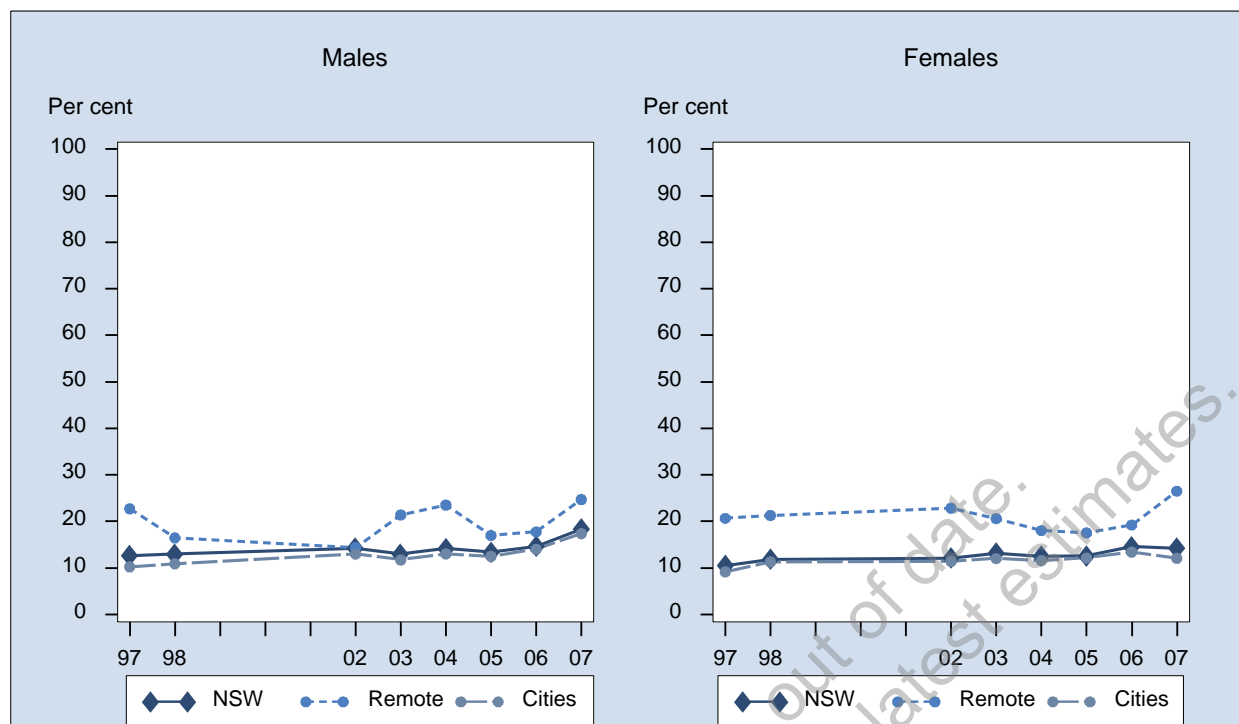 Males
Females
Per cent
Per cent
100
90
80
70
60
50
40
30
20
10
0
97 98 02 03 04 05 06 07
100
90
80
70
60
50
40
30
20
10
0
97 98 02 03 04 05 06 07
NSW Remote Cities
NSW Remote Cities
out of date.
latest estimates.